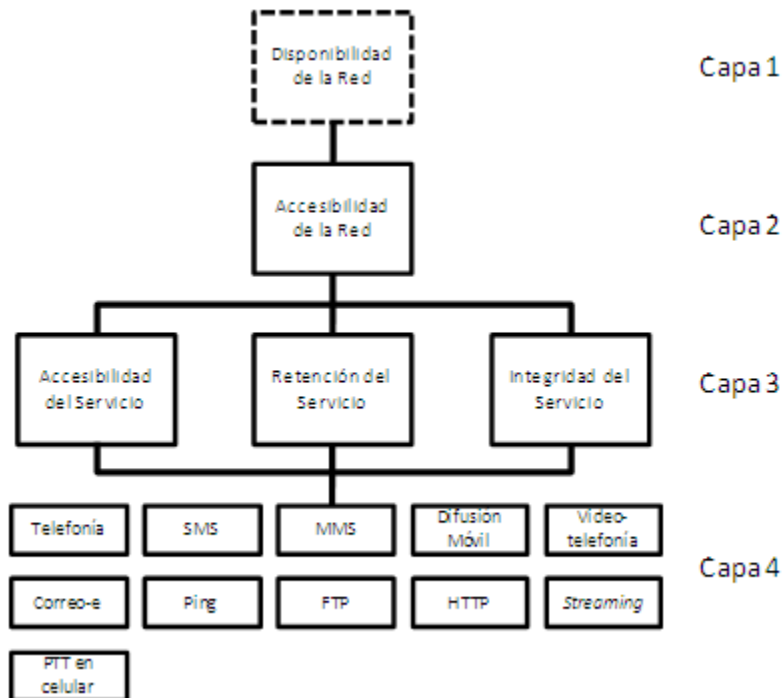 Disponibilidad
de la Red
Capa 1
Accesibilidad
de la Red
Capa 2
Accesibilidad
del Servicio
Retención del
Servicio
Integridad del
Servicio
Capa 3
Telefonía
SMS
MMS
Difusión
Móvil
Video-
telefonía
Capa 4
Correo-e
Ping
FTP
HTTP
Streaming
PTT en
celular